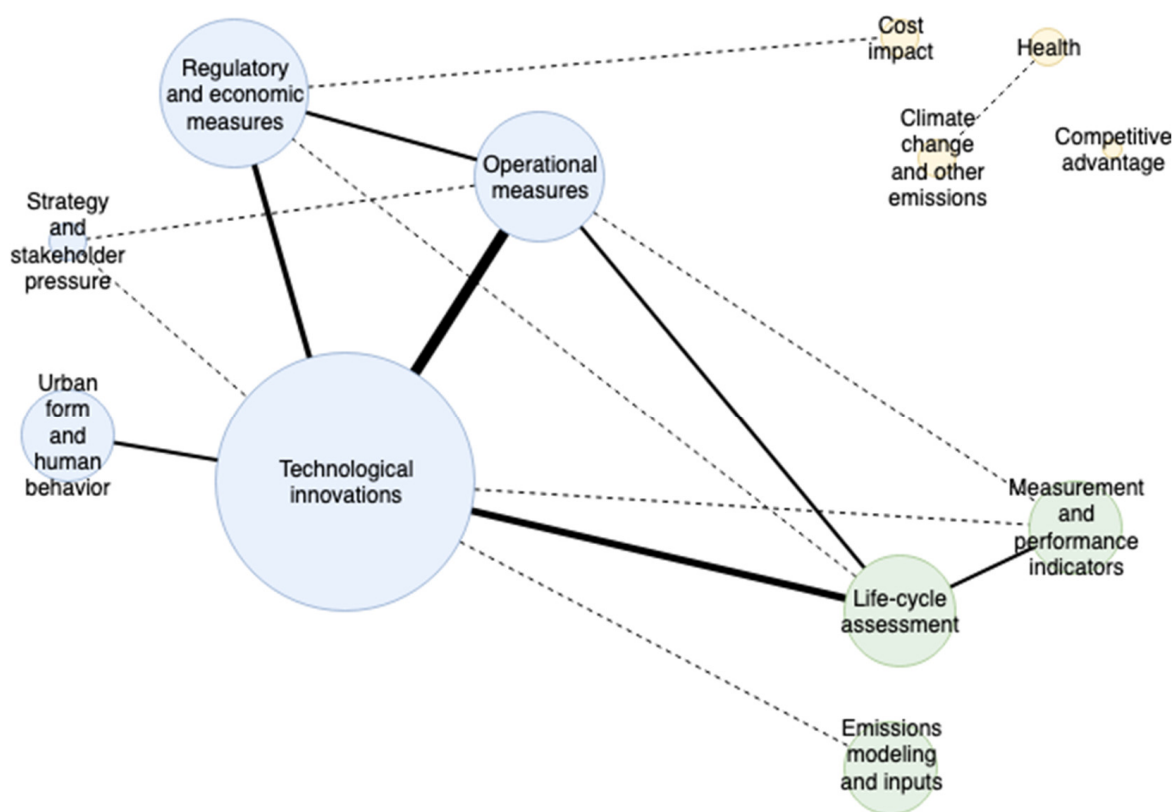 Cost
impact
Health
Regulatory
and economic
measures
Climate
change
and other
emissions
Competitive
advantage
Operational
measures
Strategy
and
stakeholder
pressure
Urban
form
and
human
behavior
Technological
innovations
Measurement
and
performance
indicators
Life-cycle
assessment
Emissions
modeling
and inputs